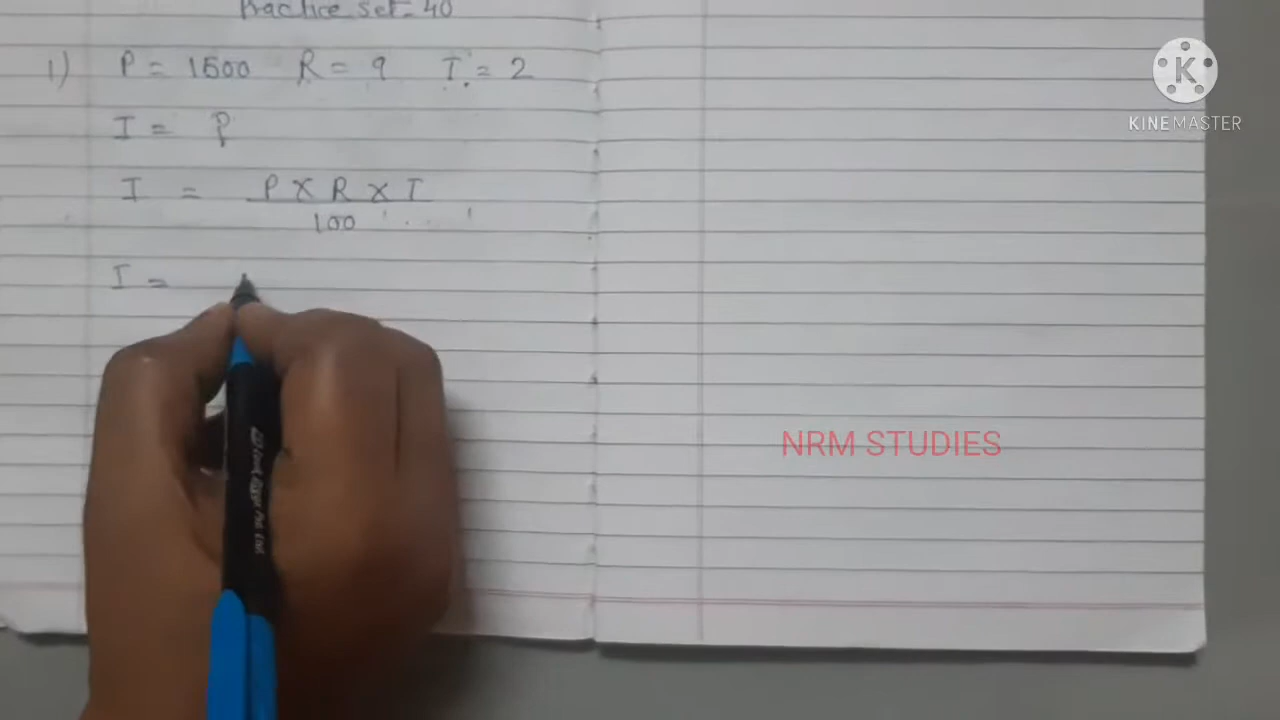 Practice set- 40
1) P = 1500 R = 9 T = 2
I = P
I = P X R X T
100
I =
KINEMASTER
NRM STUDIES